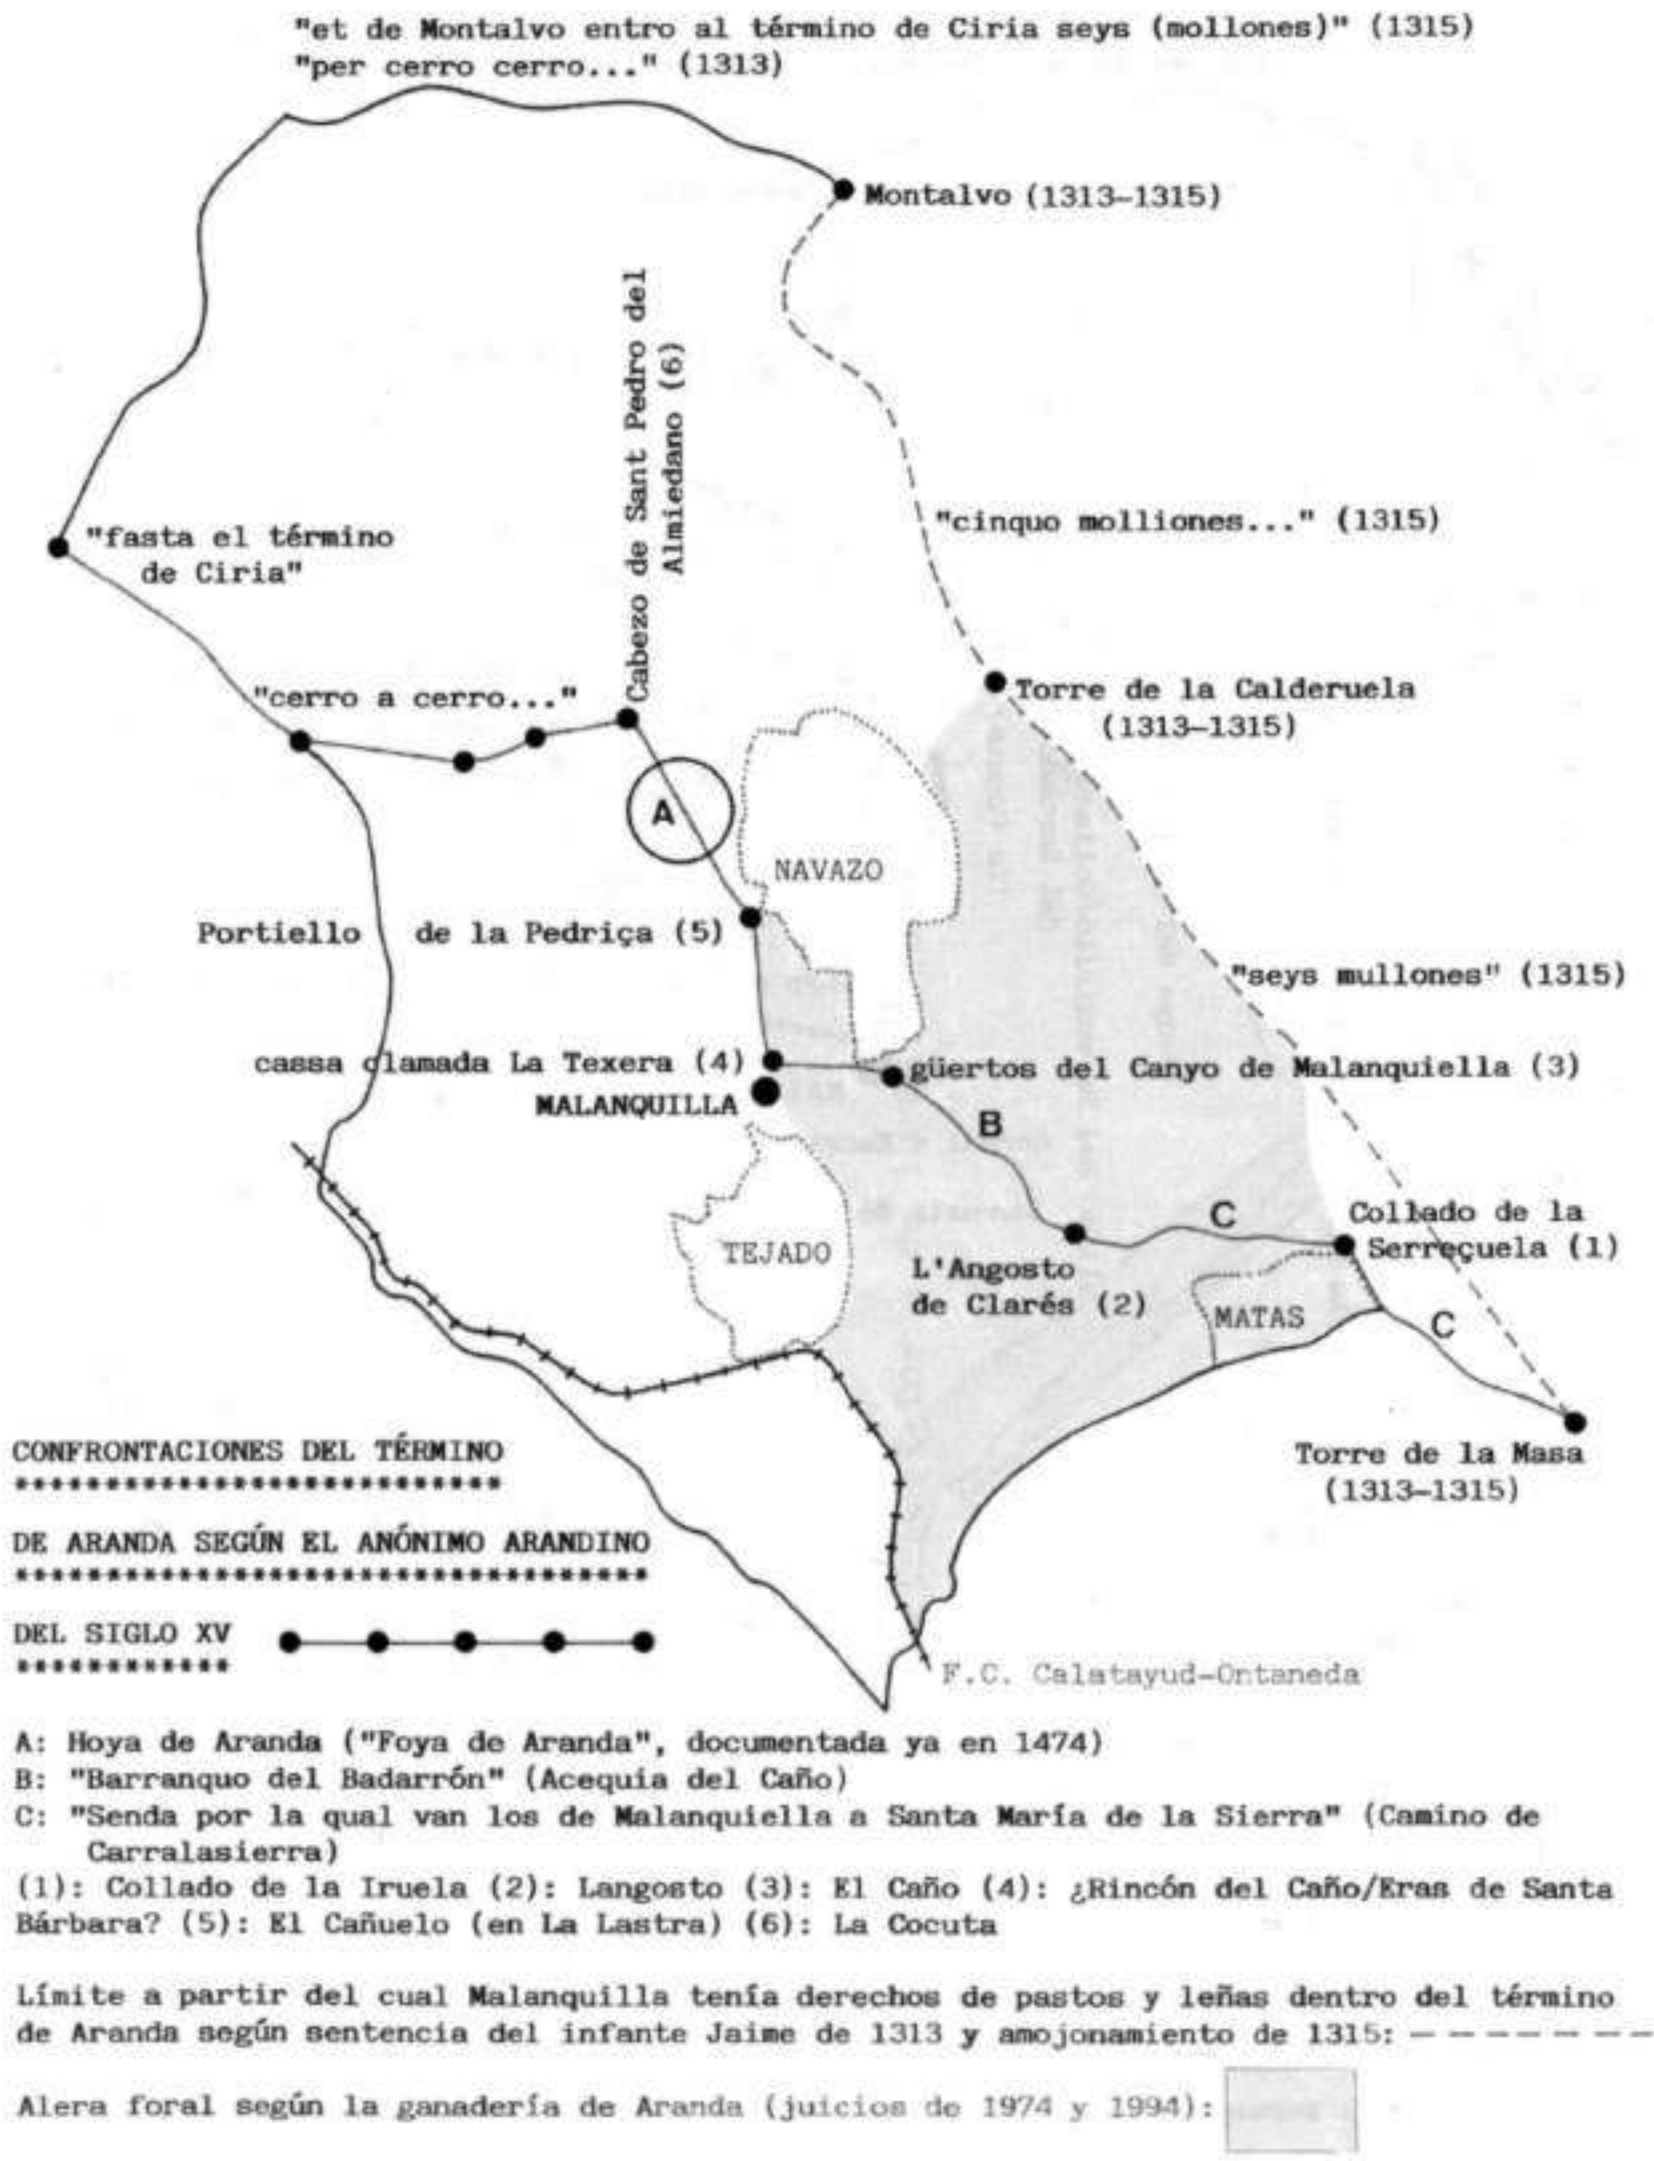 "et de Montalvo entro al término de Ciria seys (mollones)" (1315)
"per cerro cerro..." (1313)
Montalvo (1313-1315)
Cabezo de Sant Pedro del
Almiedano (6)
"cinquo molliones..." (1315)
"fasta el término
de Ciria"
"cerro a cerro..."
Torre de la Calderuela
(1313-1315)
A
NAVAZO
Portiello de la Pedriça (5)
"seys mullones" (1315)
cassa clamada La Texera (4)
güertos del Canyo de Malanquiella (3)
MALANQUILLA
B
C
Collado de la
Serreçuela (1)
TEJADO
L'Angosto
de Clarés (2)
MATAS
C
Torre de la Masa
(1313-1315)
CONFRONTACIONES DEL TÉRMINO
***************************
DE ARANDA SEGÚN EL ANÓNIMO ARANDINO
***********************************
DEL SIGLO XV
************
F.C. Calatayud-Ontaneda
A: Hoya de Aranda ("Foya de Aranda", documentada ya en 1474)
B: "Barranquo del Badarrón" (Acequia del Caño)
C: "Senda por la qual van los de Malanquiella a Santa María de la Sierra" (Camino de
Carralasierra)
(1): Collado de la Iruela (2): Langosto (3): El Caño (4): ¿Rincón del Caño/Eras de Santa
Bárbara? (5): El Cañuelo (en La Lastra) (6): La Cocuta
Límite a partir del cual Malanquilla tenía derechos de pastos y leñas dentro del término
de Aranda según sentencia del infante Jaime de 1313 y amojonamiento de 1315:
Alera foral según la ganadería de Aranda (juicios de 1974 y 1994):